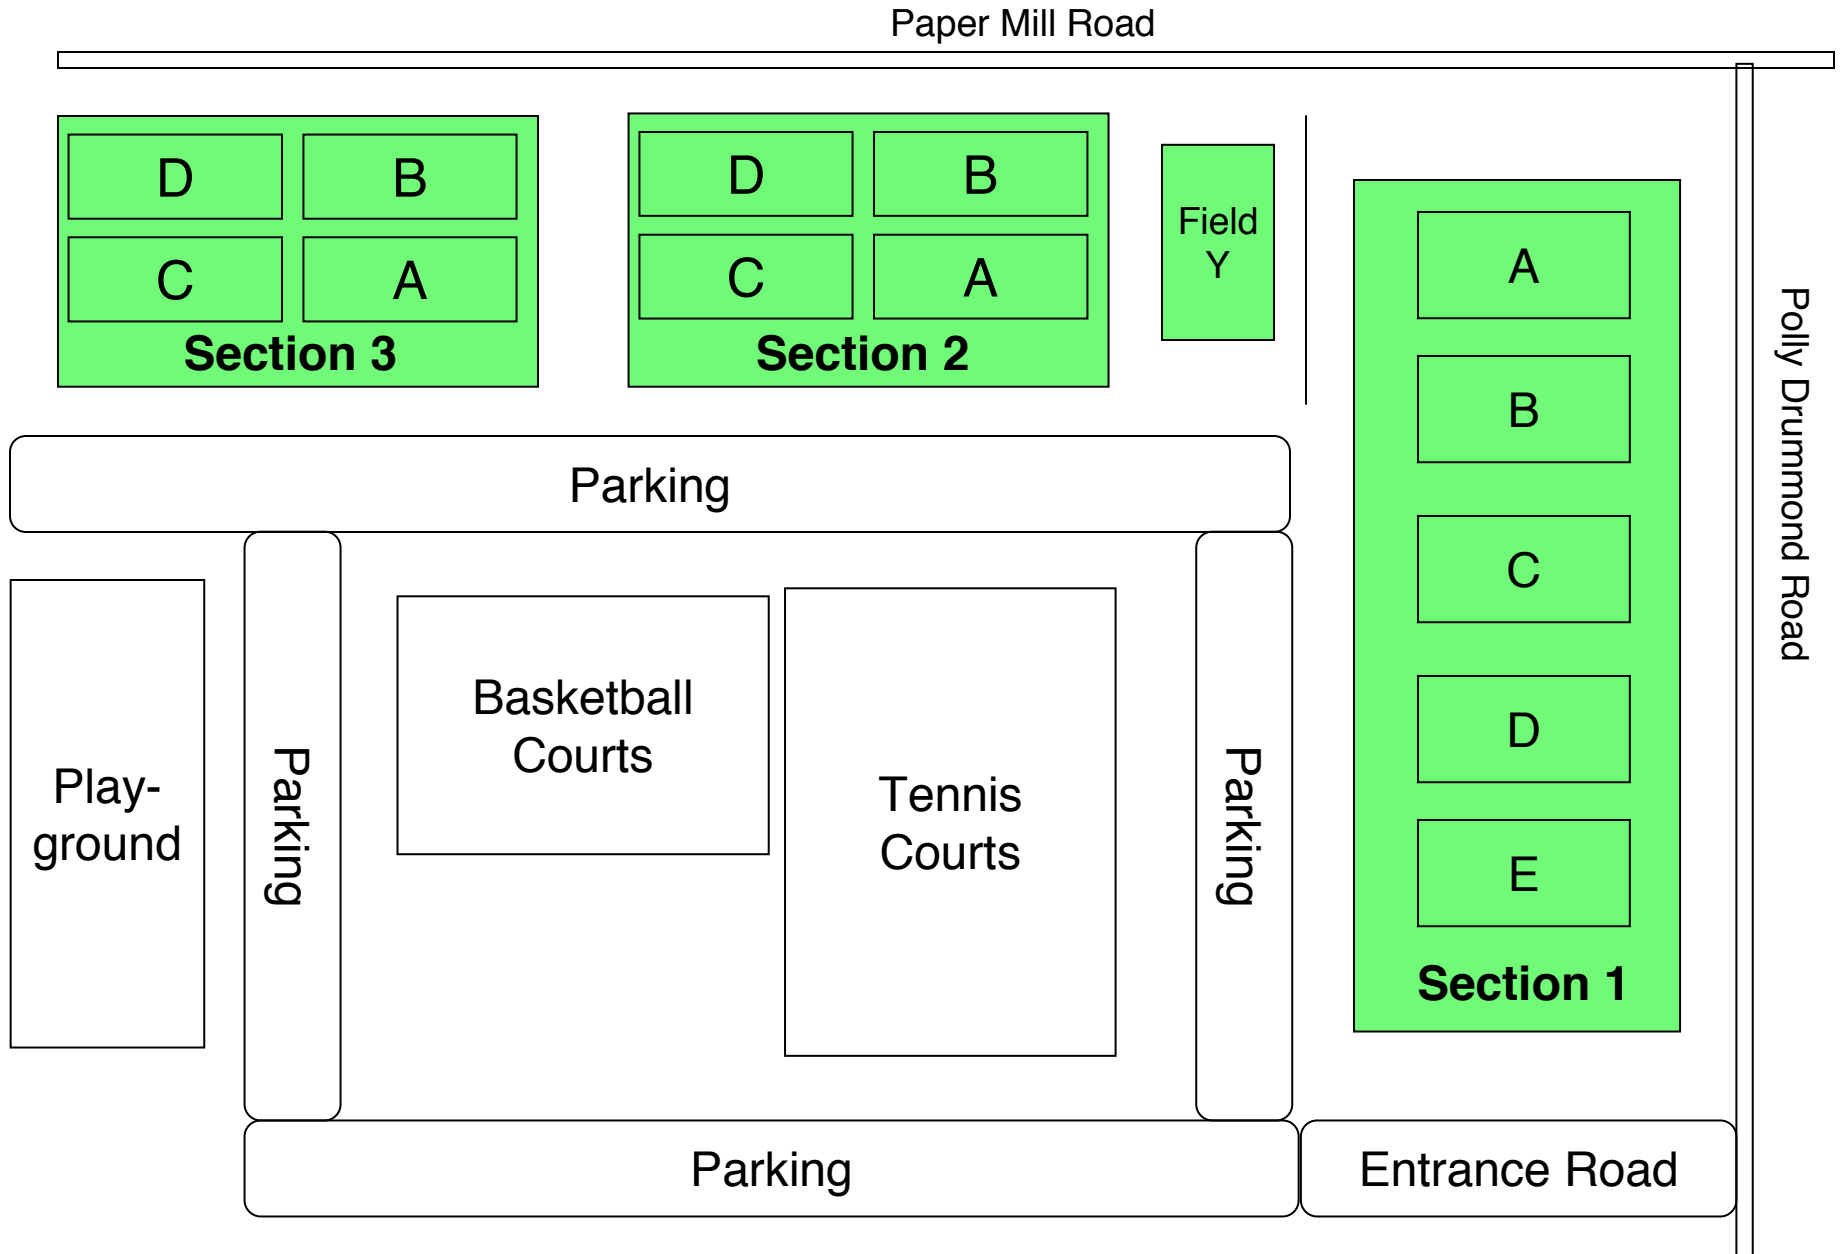 Paper Mill Road
D
B
C
A
Section 3
D
B
C
A
Section 2
Field
Y
A
B
C
D
E
Section 1
Polly Drummond Road
Parking
Play-
ground
Parking
Basketball
Courts
Tennis
Courts
Parking
Parking
Entrance Road